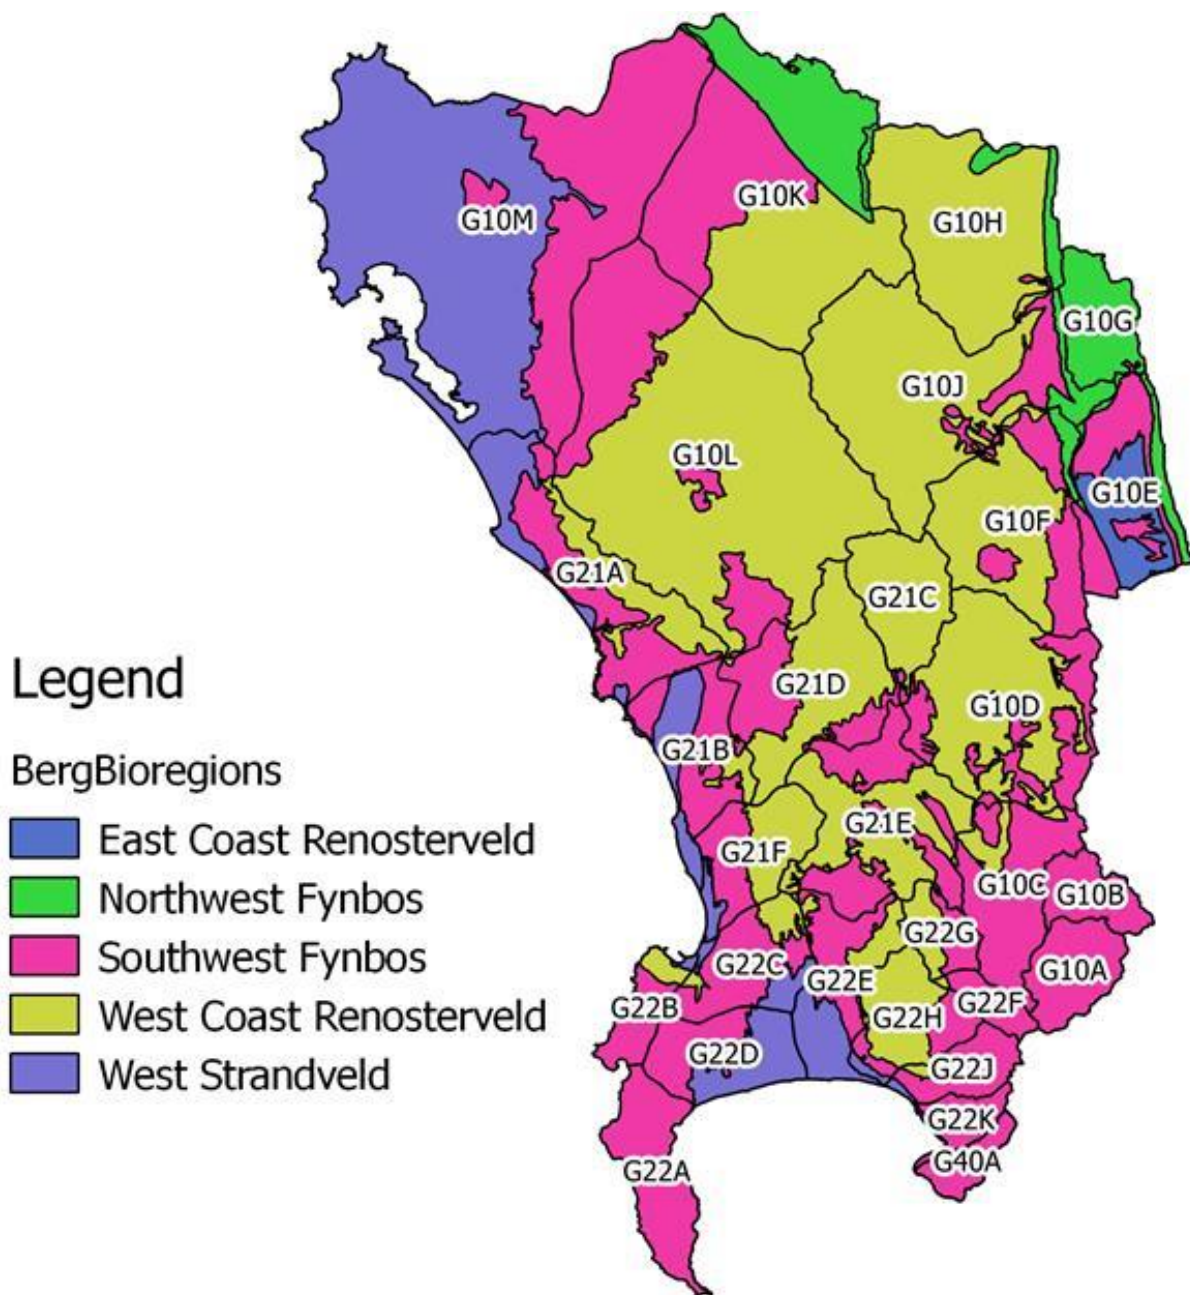 G10K
G10M
G10H
G10G
G10J
G10L
G10E
G10F
G21A
G21C
Legend
G21D
G10D
G21B
BergBioregions
East Coast Renosterveld
G21E
G21F
Northwest Fynbos
G10C
G10B
G22G
Southwest Fynbos
G22C
G10A
G22E
G22B
G22F
West Coast Renosterveld
G22H
G22D
West Strandveld
G22J
G22K
G40A
G22A